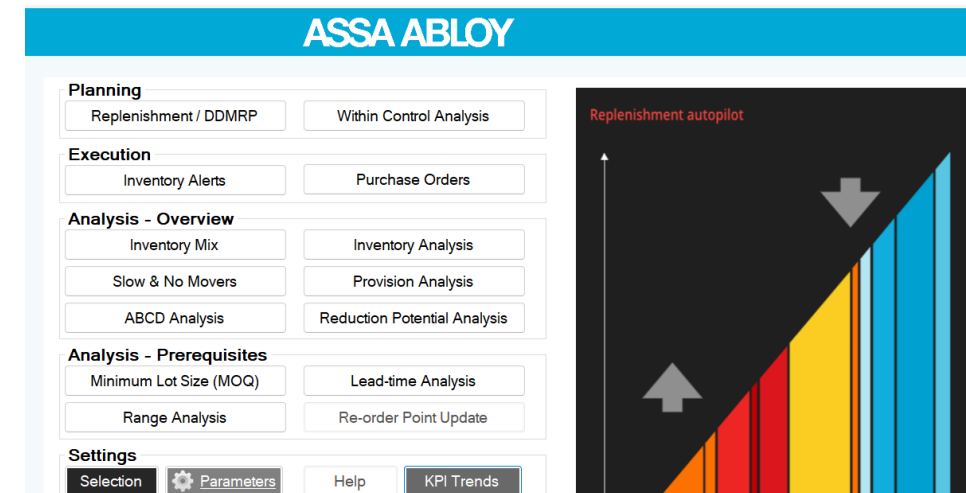 ASSA ABLOY
Planning
Replenishment / DDMRP
Within Control Analysis
Replenishment autopilot
Execution
Inventory Alerts
Purchase Orders
Analysis - Overview
Inventory Mix
Inventory Analysis
Slow & No Movers
Provision Analysis
ABCD Analysis
Reduction Potential Analysis
Analysis - Prerequisites
Minimum Lot Size (MOQ)
Lead-time Analysis
Range Analysis
Re-order Point Update
Settings
Selection
Parameters
Help
KPI Trends